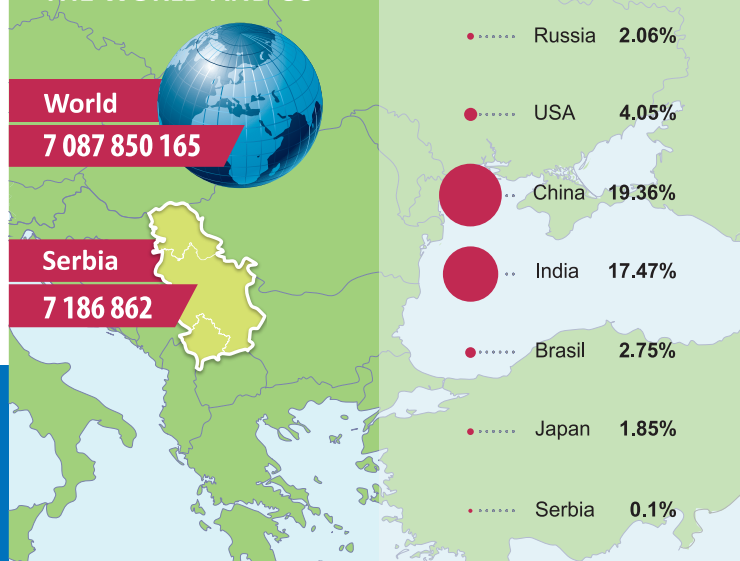 World
7 087 850 165
Serbia
7 186 862
Russia 2.06%
USA 4.05%
China 19.36%
India 17.47%
Brasil 2.75%
Japan 1.85%
Serbia 0.1%